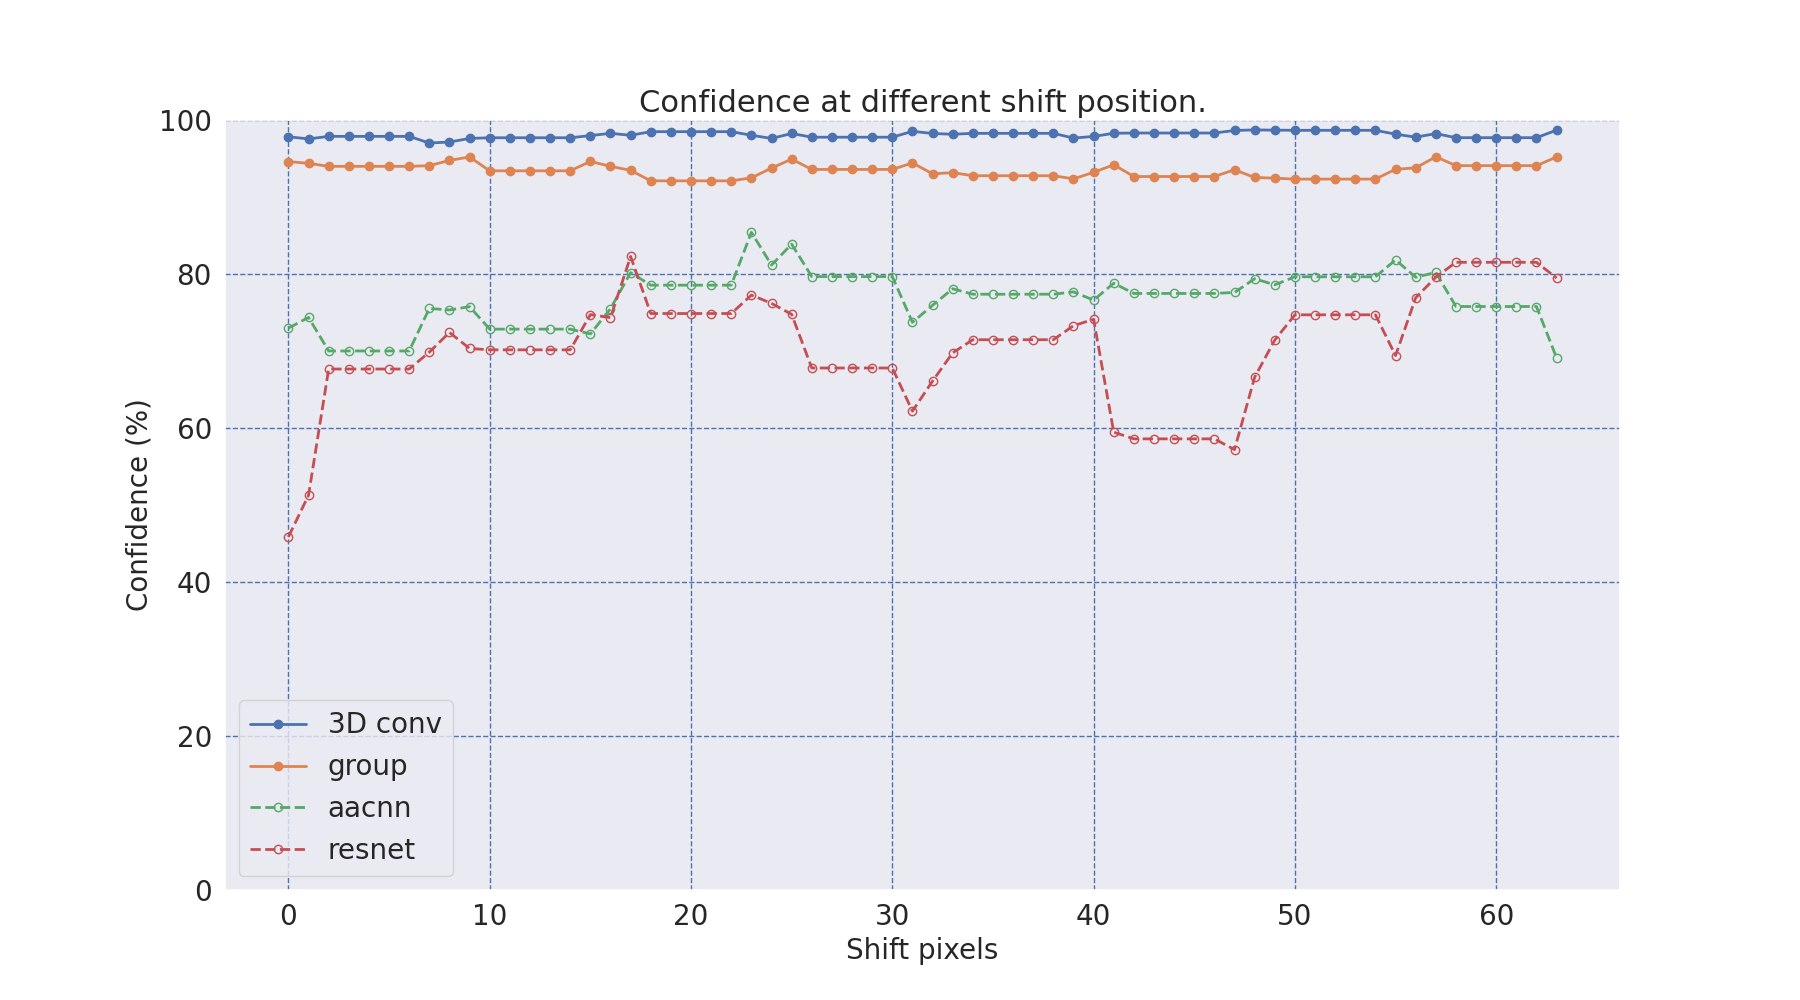 Confidence at different shift position.
100
80
60
40
20
0
Confidence (%)
3D conv
group
aacnn
resnet
0 10 20 30 40 50 60
Shift pixels